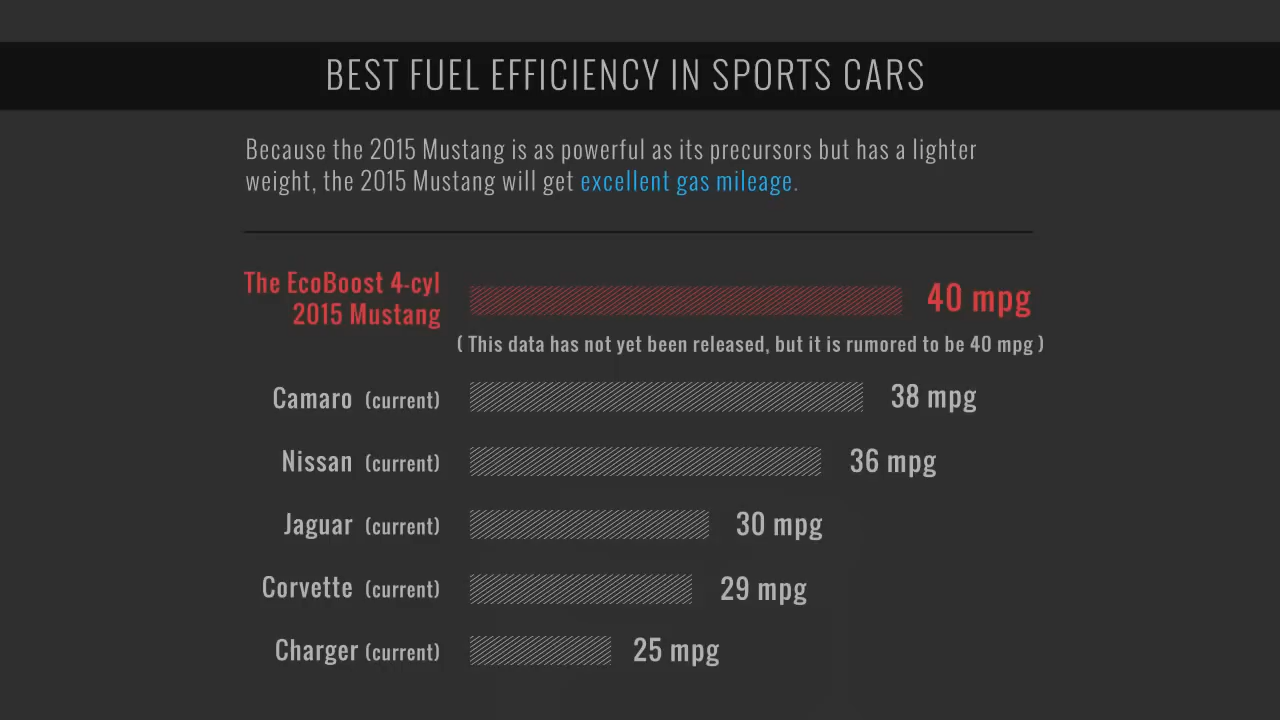 BEST FUEL EFFICIENCY IN SPORTS CARS
Because the 2015 Mustang is as powerful as its precursors but has a lighter
weight, the 2015 Mustang will get excellent gas mileage.
The EcoBoost 4-cyl
2015 Mustang
40 mpg
( This data has not yet been released, but it is rumored to be 40 mpg )
Camaro (current) 38 mpg
Nissan (current) 36 mpg
Jaguar (current) 30 mpg
Corvette (current) 29 mpg
Charger (current) 25 mpg